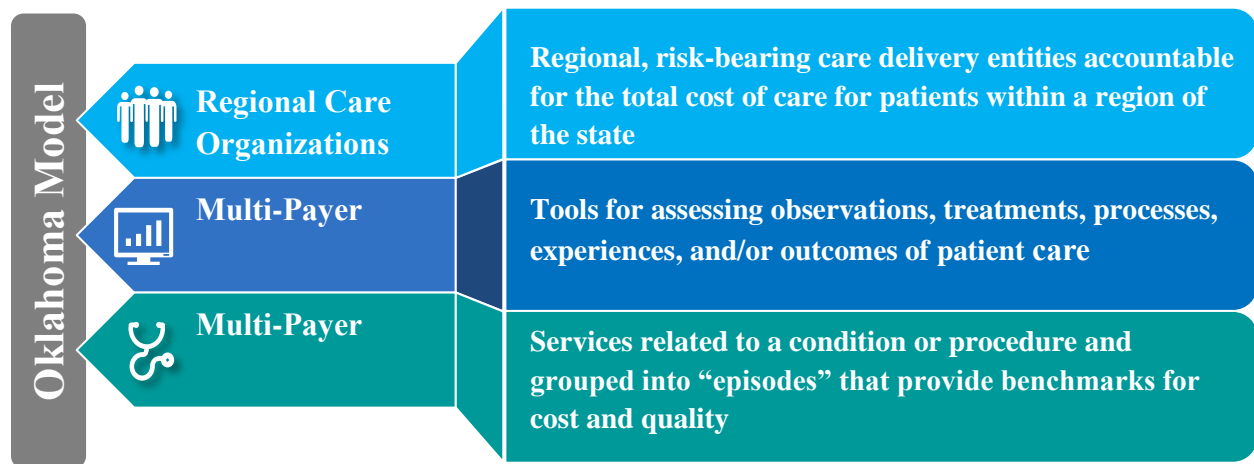 Oklahoma Model
Regional Care
Organizations
Regional, risk-bearing care delivery entities accountable
for the total cost of care for patients within a region of
the state
Multi-Payer
Tools for assessing observations, treatments, processes,
experiences, and/or outcomes of patient care
Multi-Payer
Services related to a condition or procedure and
grouped into “episodes” that provide benchmarks for
cost and quality